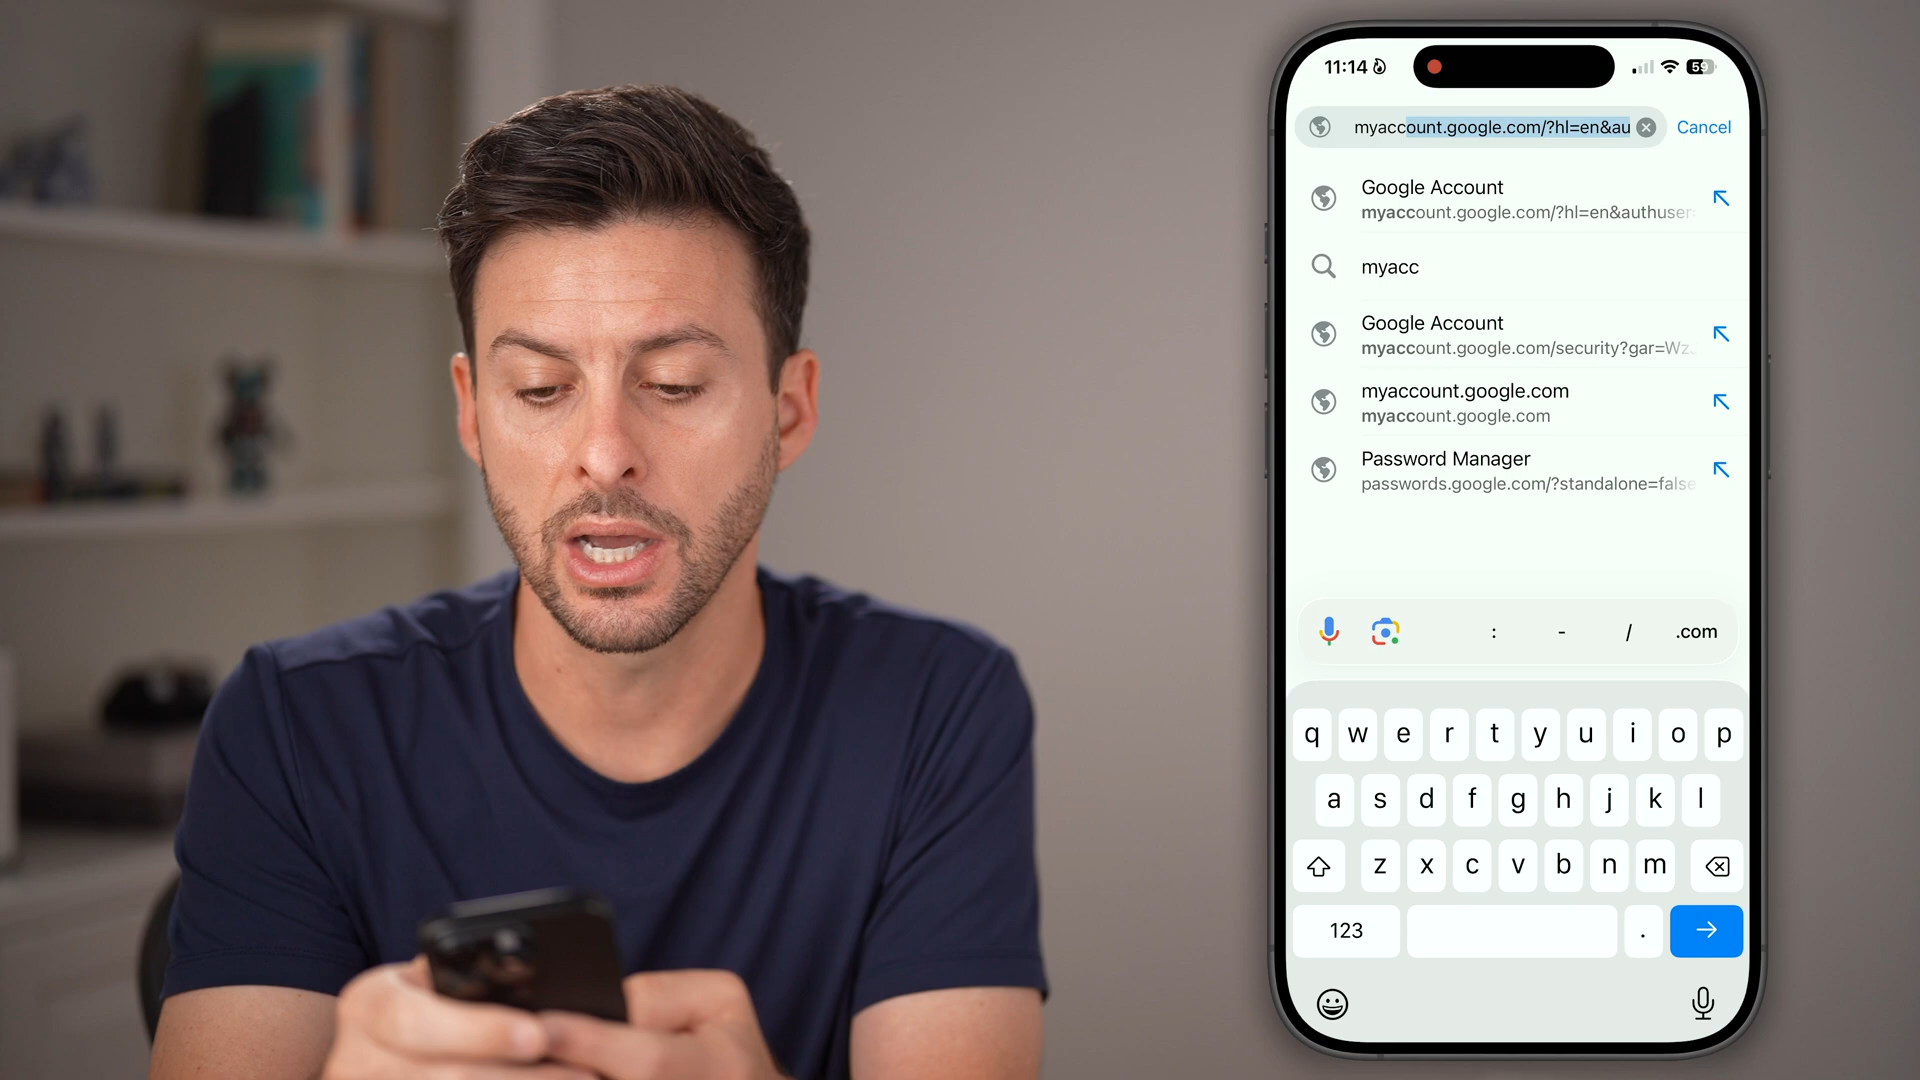 11:14
59
myaccount.google.com/?hl=en&au
Cancel
Google Account
myaccount.google.com/?hl=en&authuser=
myacc
Google Account
myaccount.google.com/security?gar=WzJ
myaccount.google.com
myaccount.google.com
Password Manager
passwords.google.com/?standalone=false
: - / .com
q w e r t y u i o p
a s d f g h j k l
z x c v b n m
123 .